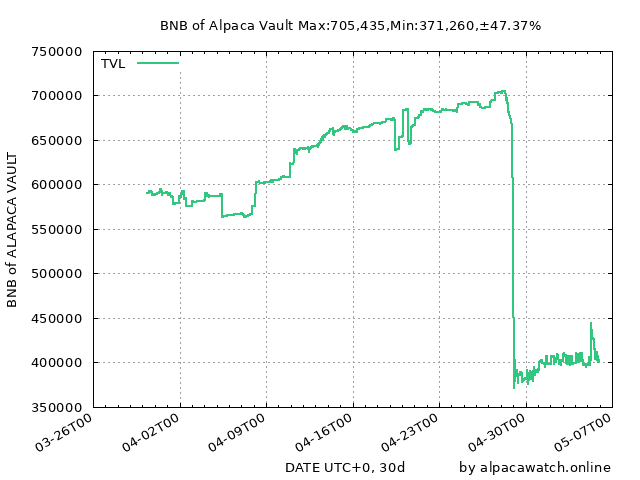 BNB of Alpaca Vault Max:705,435,Min:371,260,±47.37%
TVL
750000
700000
650000
600000
550000
500000
450000
400000
350000
BNB of ALAPACA VAULT
03-26T00
04-02T00
04-09T00
04-16T00
04-23T00
04-30T00
05-07T00
DATE UTC+0, 30d
by alpacawatch.online